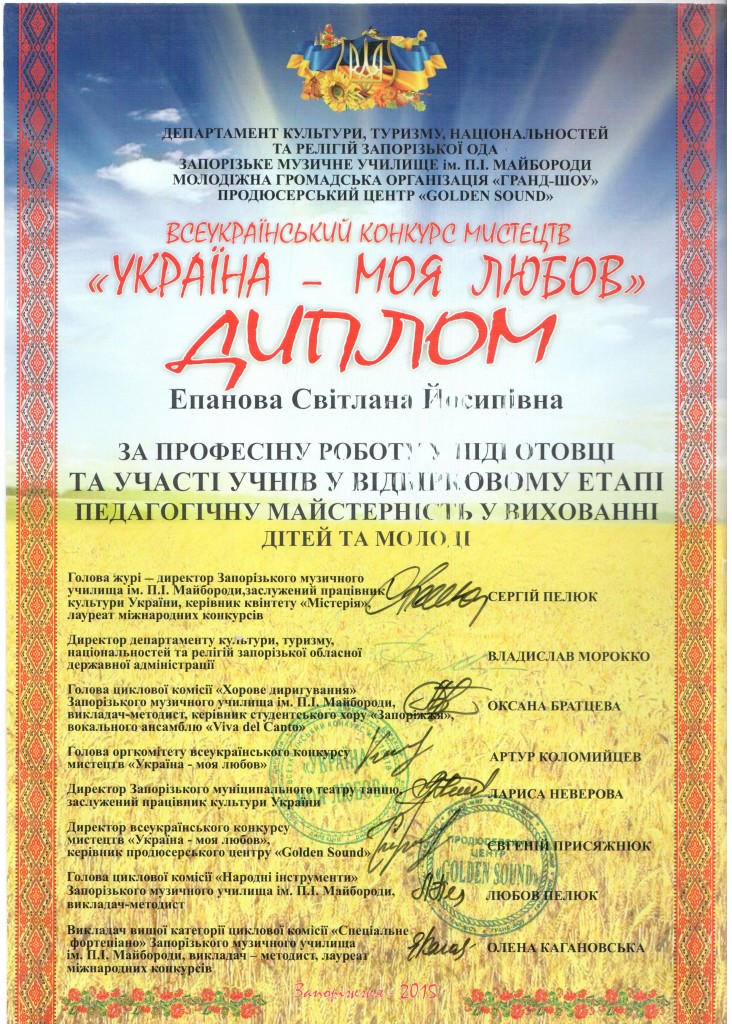 ДЕПАРТАМЕНТ КУЛЬТУРИ, ТУРИЗМУ, НАЦІОНАЛЬНОСТЕЙ
ТА РЕЛІГІЙ ЗАПОРІЗЬКОЇ ОДА
ЗАПОРІЗЬКЕ МУЗИЧНЕ УЧИЛИЩЕ ім. П.І. МАЙБОРОДИ
МОЛОДІЖНА ГРОМАДСЬКА ОРГАНІЗАЦІЯ «ГРАНД-ШОУ»
ПРОДЮСЕРСЬКИЙ ЦЕНТР «GOLDEN SOUND»
ВСЕУКРАЇНСЬКИЙ КОНКУРС МИСТЕЦТВ
«УКРАЇНА – МОЯ ЛЮБОВ»
ДИПЛОМ
Епанова Світлана Йосипівна
ЗА ПРОФЕСІНУ РОБОТУ У ПІДГОТОВЦІ
ТА УЧАСТІ УЧНІВ У ВІДБІРКОВОМУ ЕТАПІ
ПЕДАГОГІЧНУ МАЙСТЕРНІСТЬ У ВИХОВАННІ
ДІТЕЙ ТА МОЛОДІ
Голова журі – директор Запорізького музичного
училища ім. П.І. Майбороди,заслужений працівник
культури України, керівник квінтету «Містерія»,
лауреат міжнародних конкурсів
СЕРГІЙ ПЕЛЮК
Директор департаменту культури, туризму,
національностей та релігій запорізької обласної
державної адміністрації
ВЛАДИСЛАВ МОРОККО
Голова циклової комісії «Хорове диригування»
Запорізького музичного училища ім. П.І. Майбороди,
викладач-методист, керівник студентського хору «Запоріжжя»,
вокального ансамблю «Viva del Canto»
ОКСАНА БРАТЦЕВА
Голова оргкомітету всеукраїнського конкурсу
мистецтв «Україна - моя любов»
АРТУР КОЛОМИЙЦЕВ
Директор Запорізького муніципального театру танцю,
заслужений працівник культури України
ЛАРИСА НЕВЕРОВА
Директор всеукраїнського конкурсу
мистецтв «Україна - моя любов»,
керівник продюсерського центру «Golden Sound»
ЄВГЕНІЙ ПРИСЯЖНЮК
Голова циклової комісії «Народні інструменти»
Запорізького музичного училища ім. П.І. Майбороди,
викладач-методист
ЛЮБОВ ПЕЛЮК
Викладач вищої категорії циклової комісії «Спеціальне
фортепіано» Запорізького музичного училища
ім. П.І. Майбороди, викладач – методист, лауреат
міжнародних конкурсів
ОЛЕНА КАГАНОВСЬКА
«УКРАЇНА
МОЯ ЛЮБОВ»
ПРОДЮСЕРСЬКИЙ
ЦЕНТР
«GOLDEN SOUND»
Запоріжжя 2015